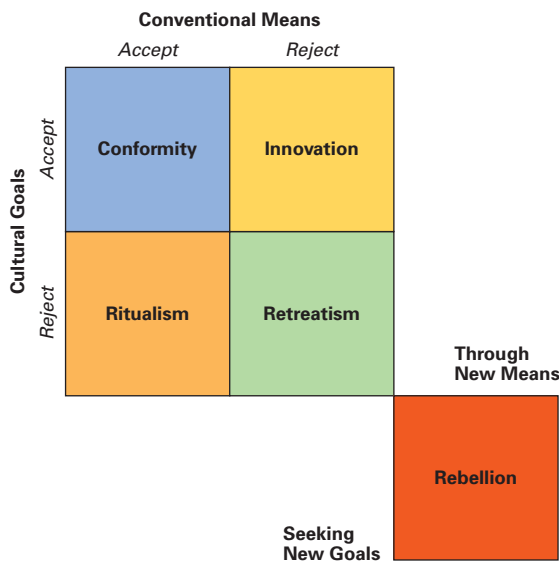 Conventional Means
Accept
Reject
Cultural Goals
Accept
Conformity
Innovation
Reject
Ritualism
Retreatism
Through
New Means
Rebellion
Seeking
New Goals